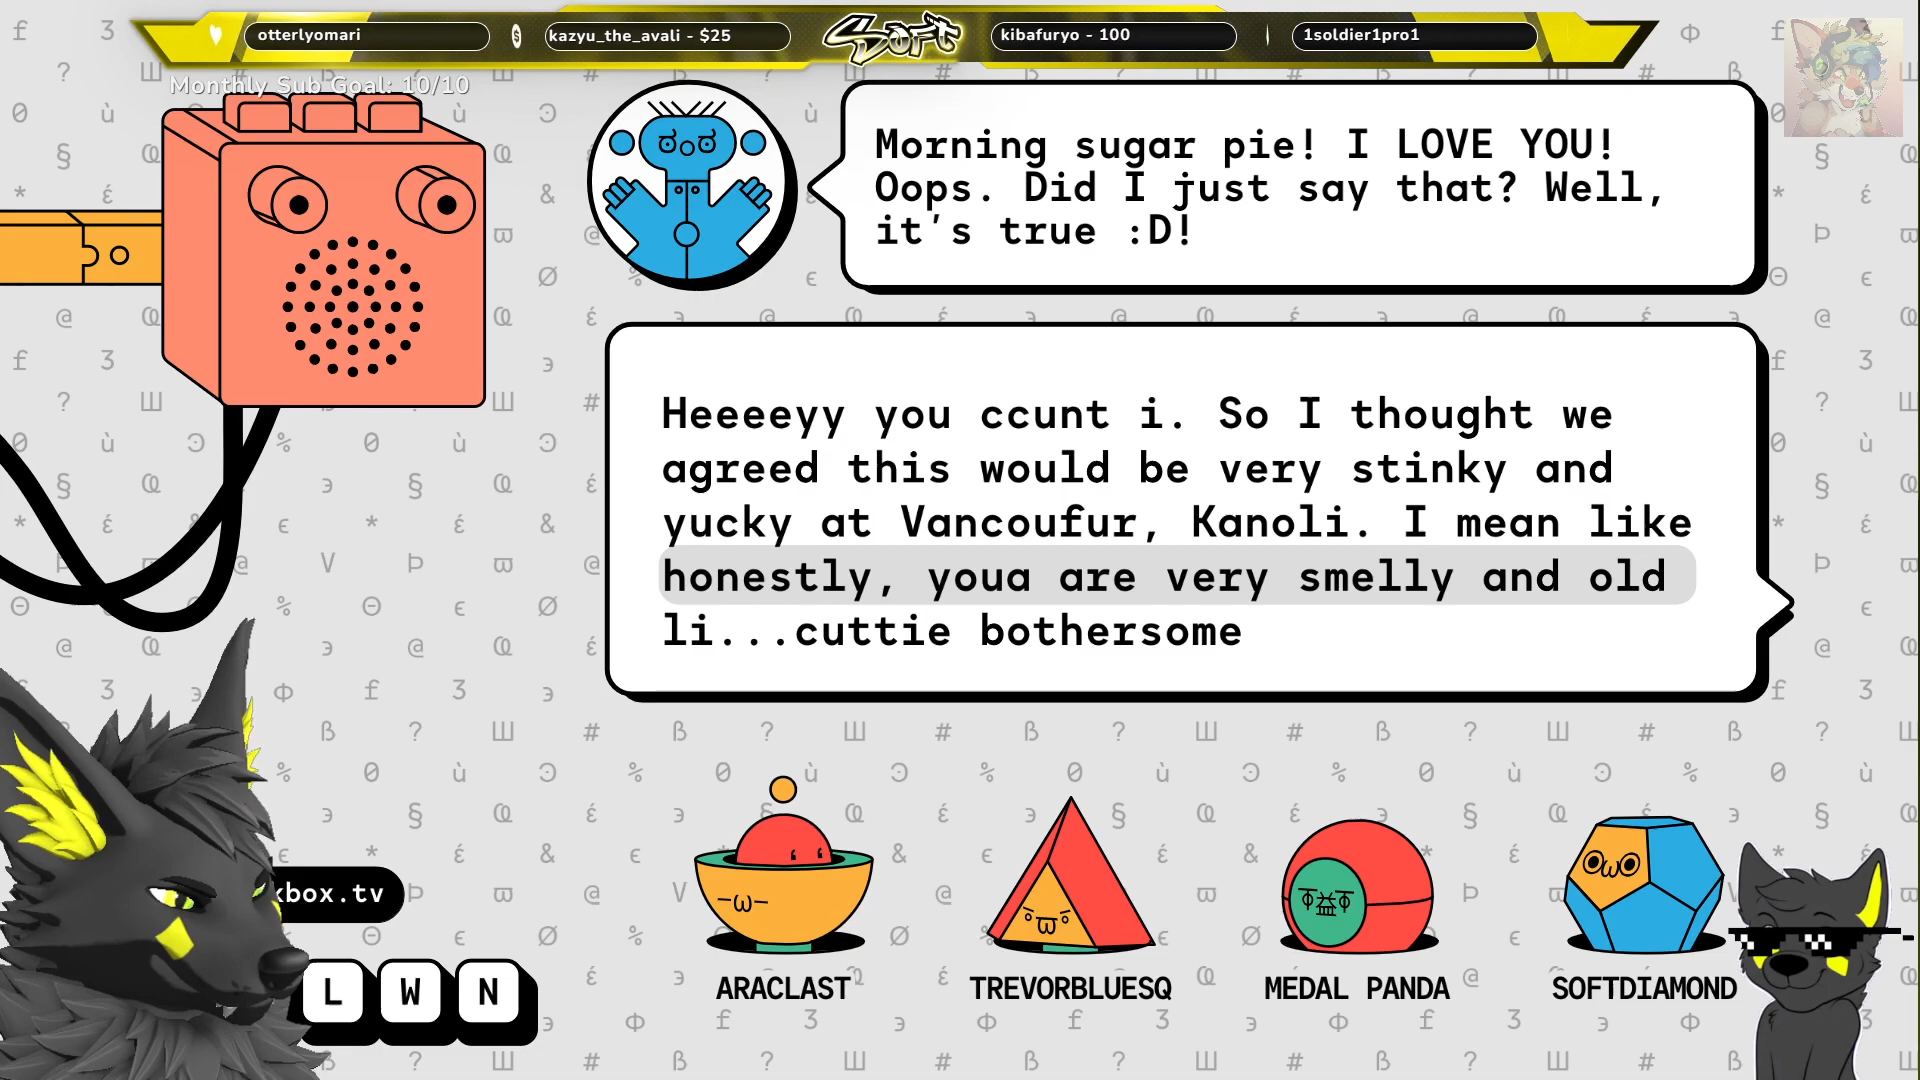 otterlyomari
kazyu_the_avali - $25
Soft
kibafuryo - 100
1soldier1pro1
Monthly Sub Goal: 10/10
Morning sugar pie! I LOVE YOU!
Oops. Did I just say that? Well,
it's true :D!
Heeeeyy you ccunt i. So I thought we
agreed this would be very stinky and
yucky at Vancoufur, Kanoli. I mean like
honestly, youa are very smelly and old
li...cuttie bothersome
kbox.tv
L W N
ARACLAST
TREVORBLUESQ
MEDAL PANDA
SOFTDIAMOND